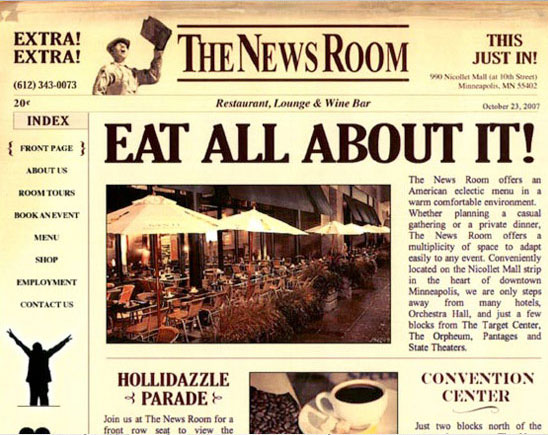 EXTRA!
EXTRA!
(612) 343-0073
THE NEWS ROOM
THIS
JUST IN!
990 Nicollet Mall (at 10th Street)
Minneapolis, MN 55402
20¢
Restaurant, Lounge & Wine Bar
October 23, 2007
INDEX
FRONT PAGE
ABOUT US
ROOM TOURS
BOOK AN EVENT
MENU
SHOP
EMPLOYMENT
CONTACT US
EAT ALL ABOUT IT!
The News Room offers an
American eclectic menu in a
warm comfortable environment.
Whether planning a casual
gathering or a private dinner,
The News Room offers a
multiplicity of space to adapt
easily to any event. Conveniently
located on the Nicollet Mall strip
in the heart of downtown
Minneapolis, we are only steps
away from many hotels,
Orchestra Hall, and just a few
blocks from The Target Center,
The Orpheum, Pantages and
State Theaters.
HOLLIDAZZLE
PARADE
Join us at The News Room for a
front row seat to view the
CONVENTION
CENTER
Just two blocks north of the